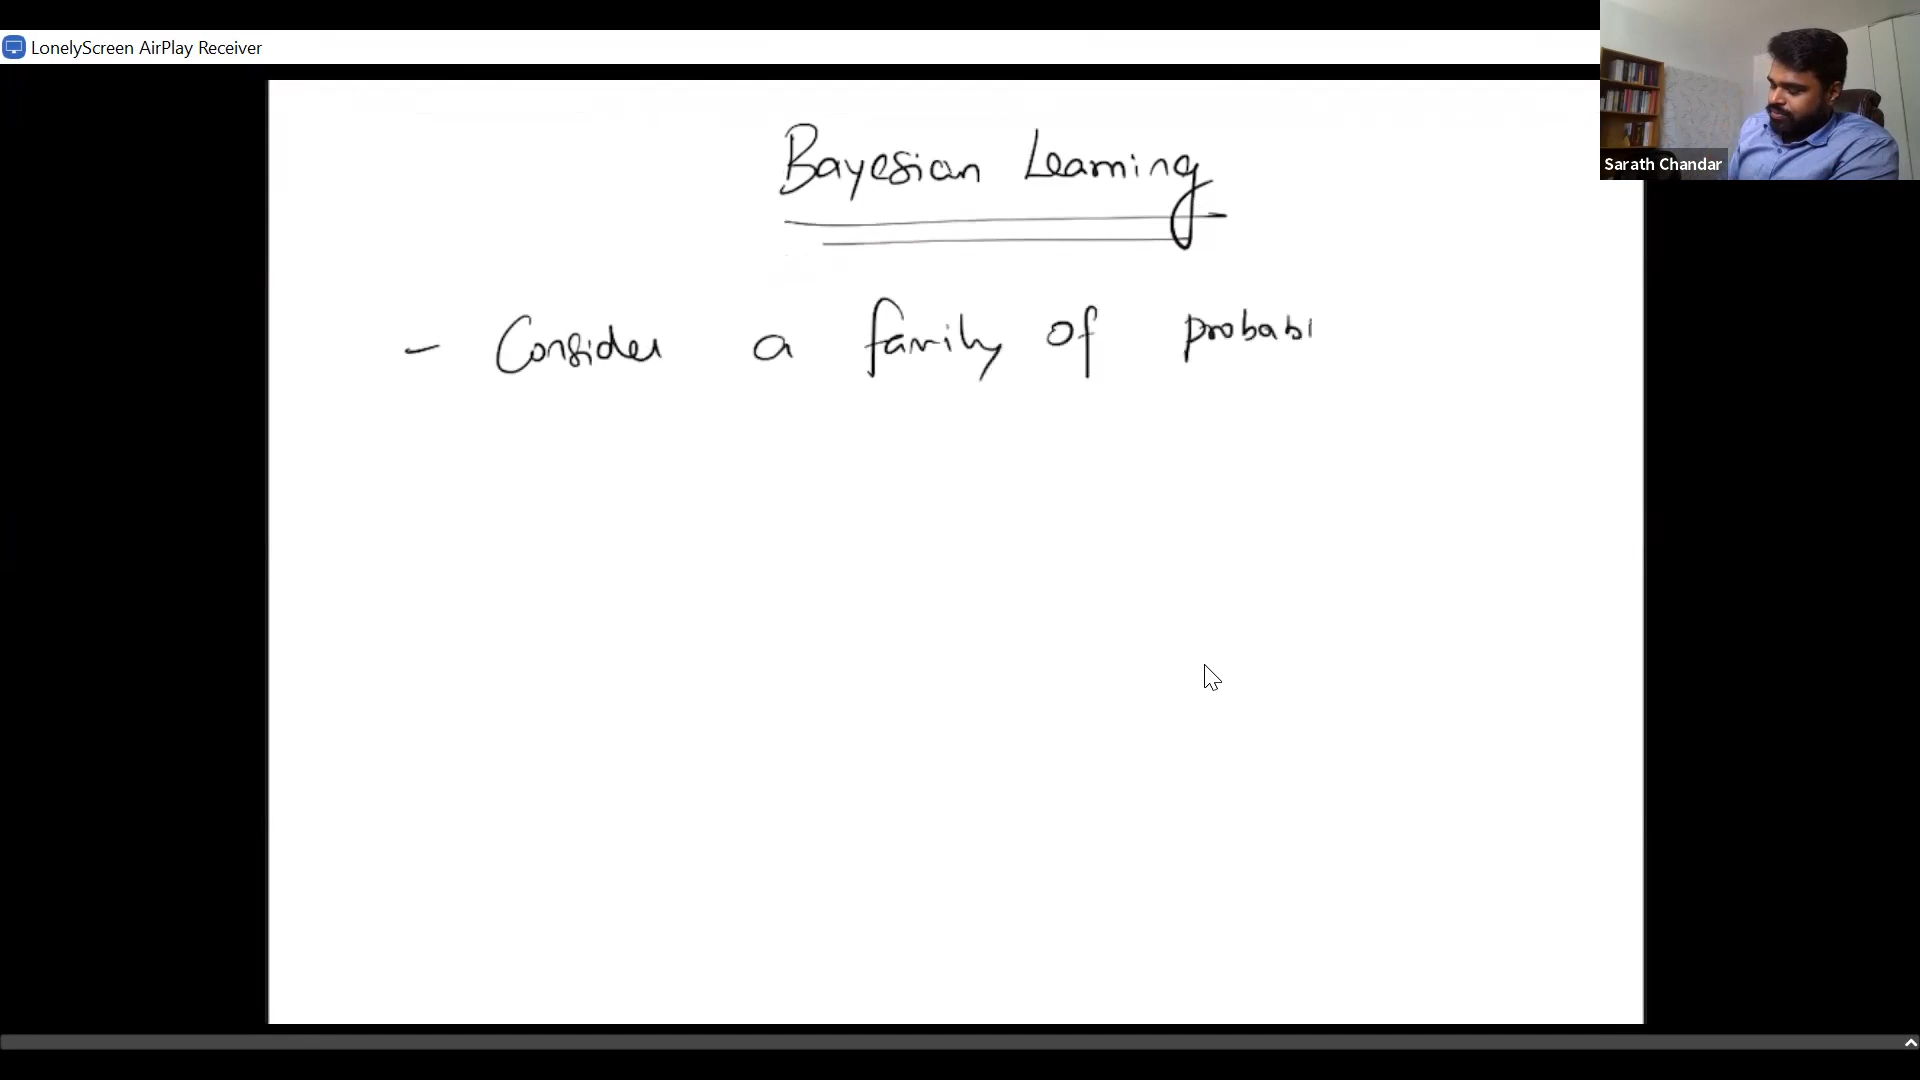 LonelyScreen AirPlay Receiver
Sarath Chandar
Bayesian Learning
- Consider a family of probabi